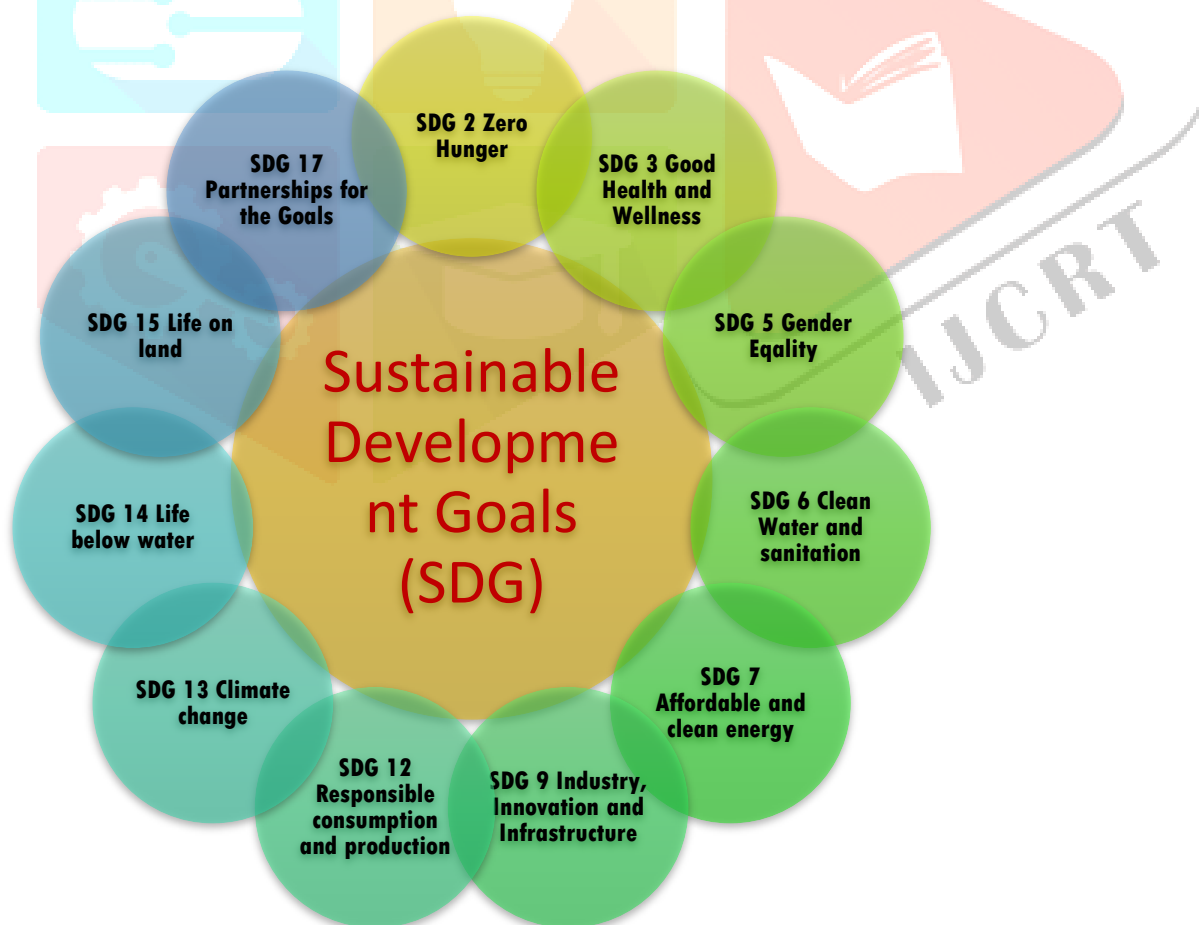 SDG 2 Zero
Hunger
SDG 3 Good
Health and
Wellness
SDG 5 Gender
Eqality
SDG 6 Clean
Water and
sanitation
SDG 7
Affordable and
clean energy
SDG 9 Industry,
Innovation and
Infrastructure
SDG 12
Responsible
consumption
and production
SDG 13 Climate
change
SDG 14 Life
below water
SDG 15 Life on
land
SDG 17
Partnerships for
the Goals
Sustainable
Developme
nt Goals
(SDG)
IJCRT